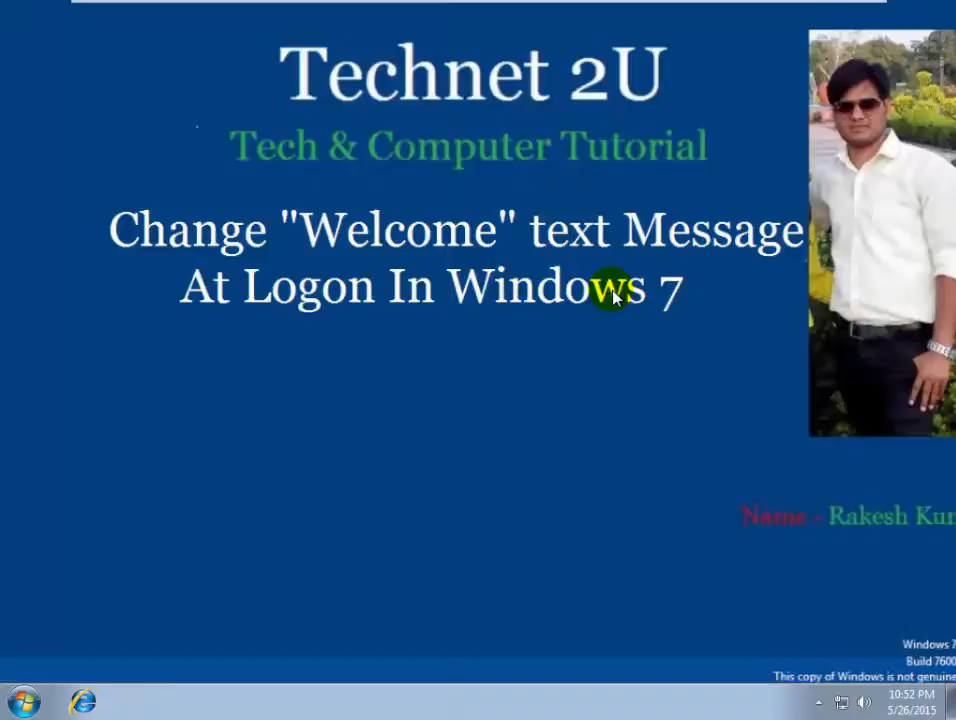 Technet 2U
Tech & Computer Tutorial
Change "Welcome" text Message
At Logon In Windows 7
Name - Rakesh Kum
Windows 7
Build 7600
This copy of Windows is not genuine
10:52 PM
5/26/2015